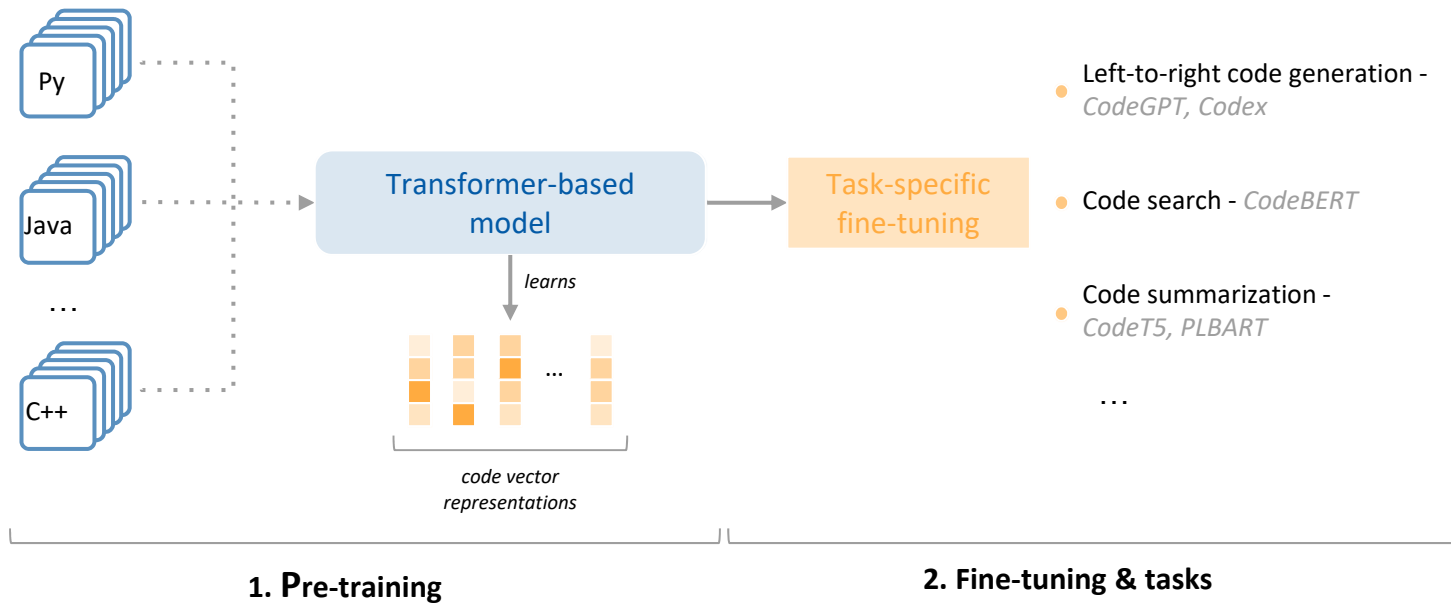 Py
Java
...
C++
Transformer-based
model
learns
...
code vector
representations
1. Pre-training
Task-specific
fine-tuning
Left-to-right code generation -
CodeGPT, Codex
Code search - CodeBERT
Code summarization -
CodeT5, PLBART
...
2. Fine-tuning & tasks